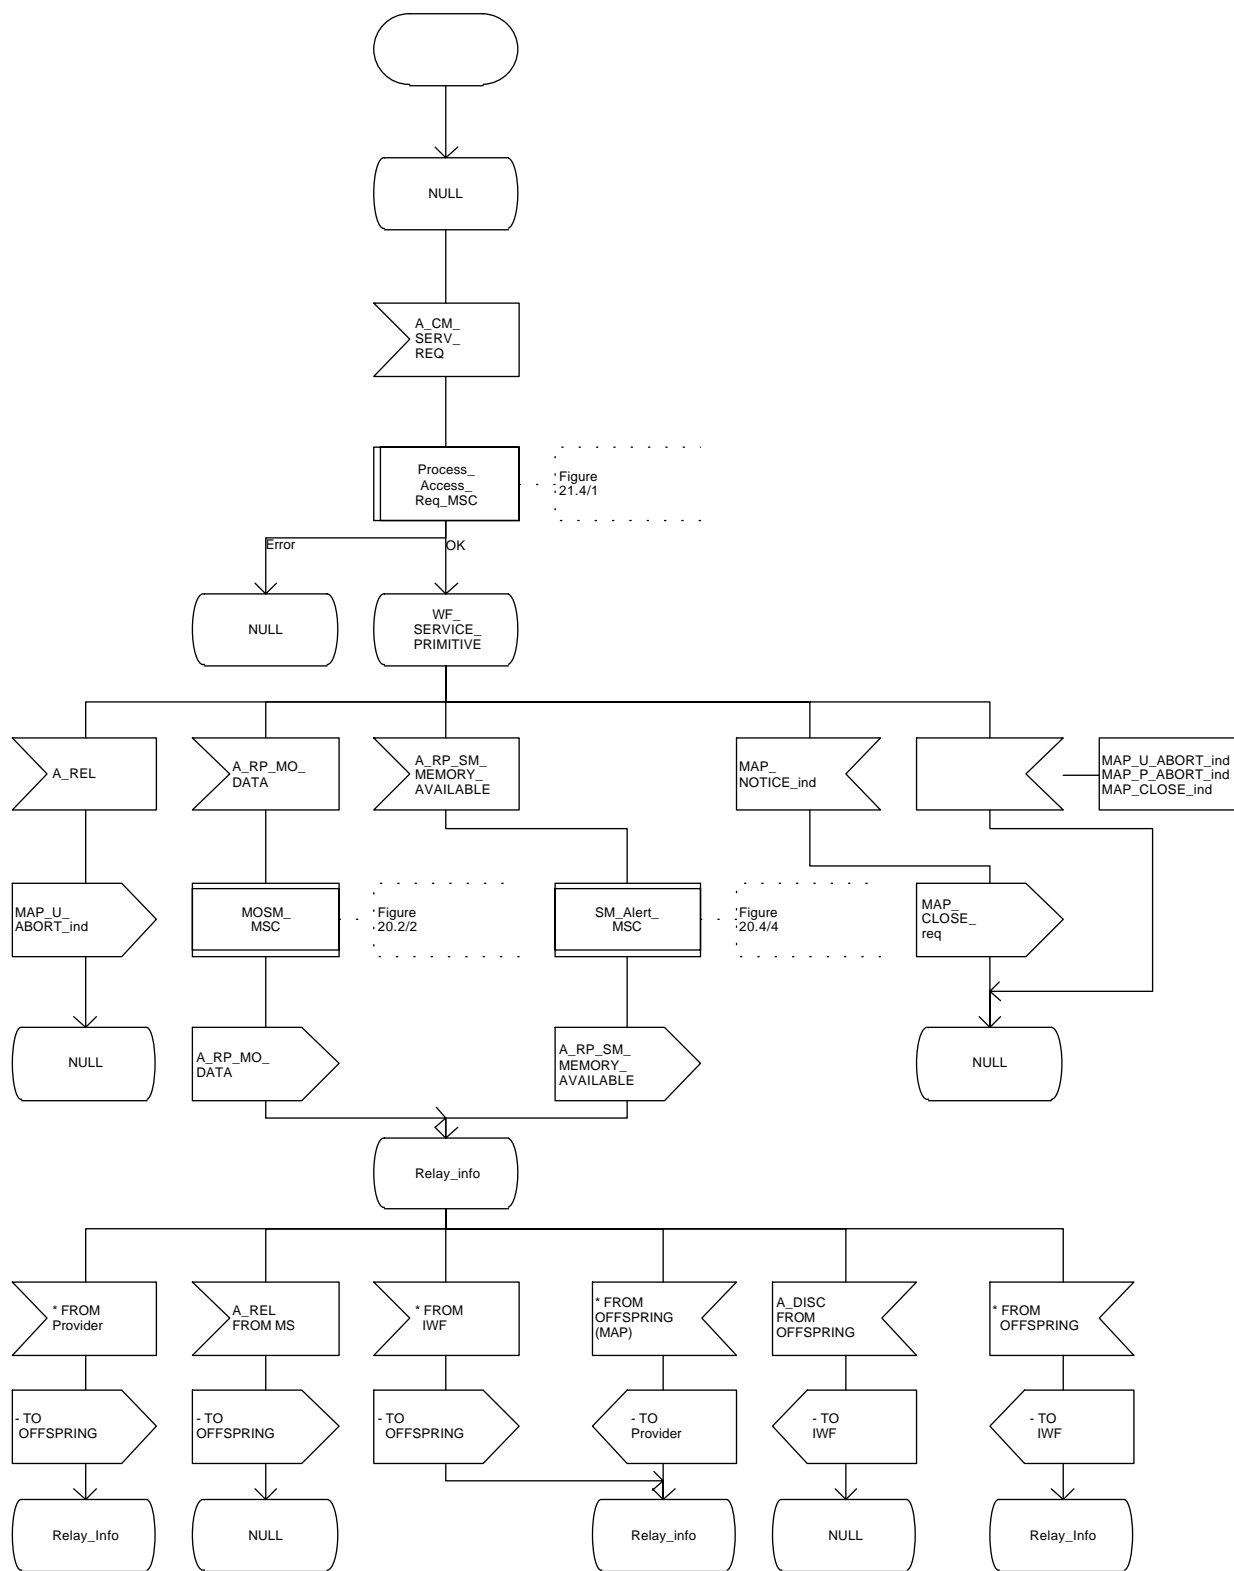 NULL
A_CM_
SERV_
REQ
Process_
Access_
Req_MSC
Figure
21.4/1
Error
OK
NULL
WF_
SERVICE_
PRIMITIVE
A_REL
A_RP_MO_
DATA
A_RP_SM_
MEMORY_
AVAILABLE
MAP_
NOTICE_ind
MAP_U_ABORT_ind
MAP_P_ABORT_ind
MAP_CLOSE_ind
MAP_U_
ABORT_ind
MOSM_
MSC
Figure
20.2/2
SM_Alert_
MSC
Figure
20.4/4
MAP_
CLOSE_
req
NULL
A_RP_MO_
DATA
A_RP_SM_
MEMORY_
AVAILABLE
NULL
Relay_info
* FROM
Provider
A_REL
FROM MS
* FROM
IWF
* FROM
OFFSPRING
(MAP)
A_DISC
FROM
OFFSPRING
* FROM
OFFSPRING
- TO
OFFSPRING
- TO
OFFSPRING
- TO
OFFSPRING
- TO
Provider
- TO
IWF
- TO
IWF
Relay_Info
NULL
Relay_info
NULL
Relay_Info